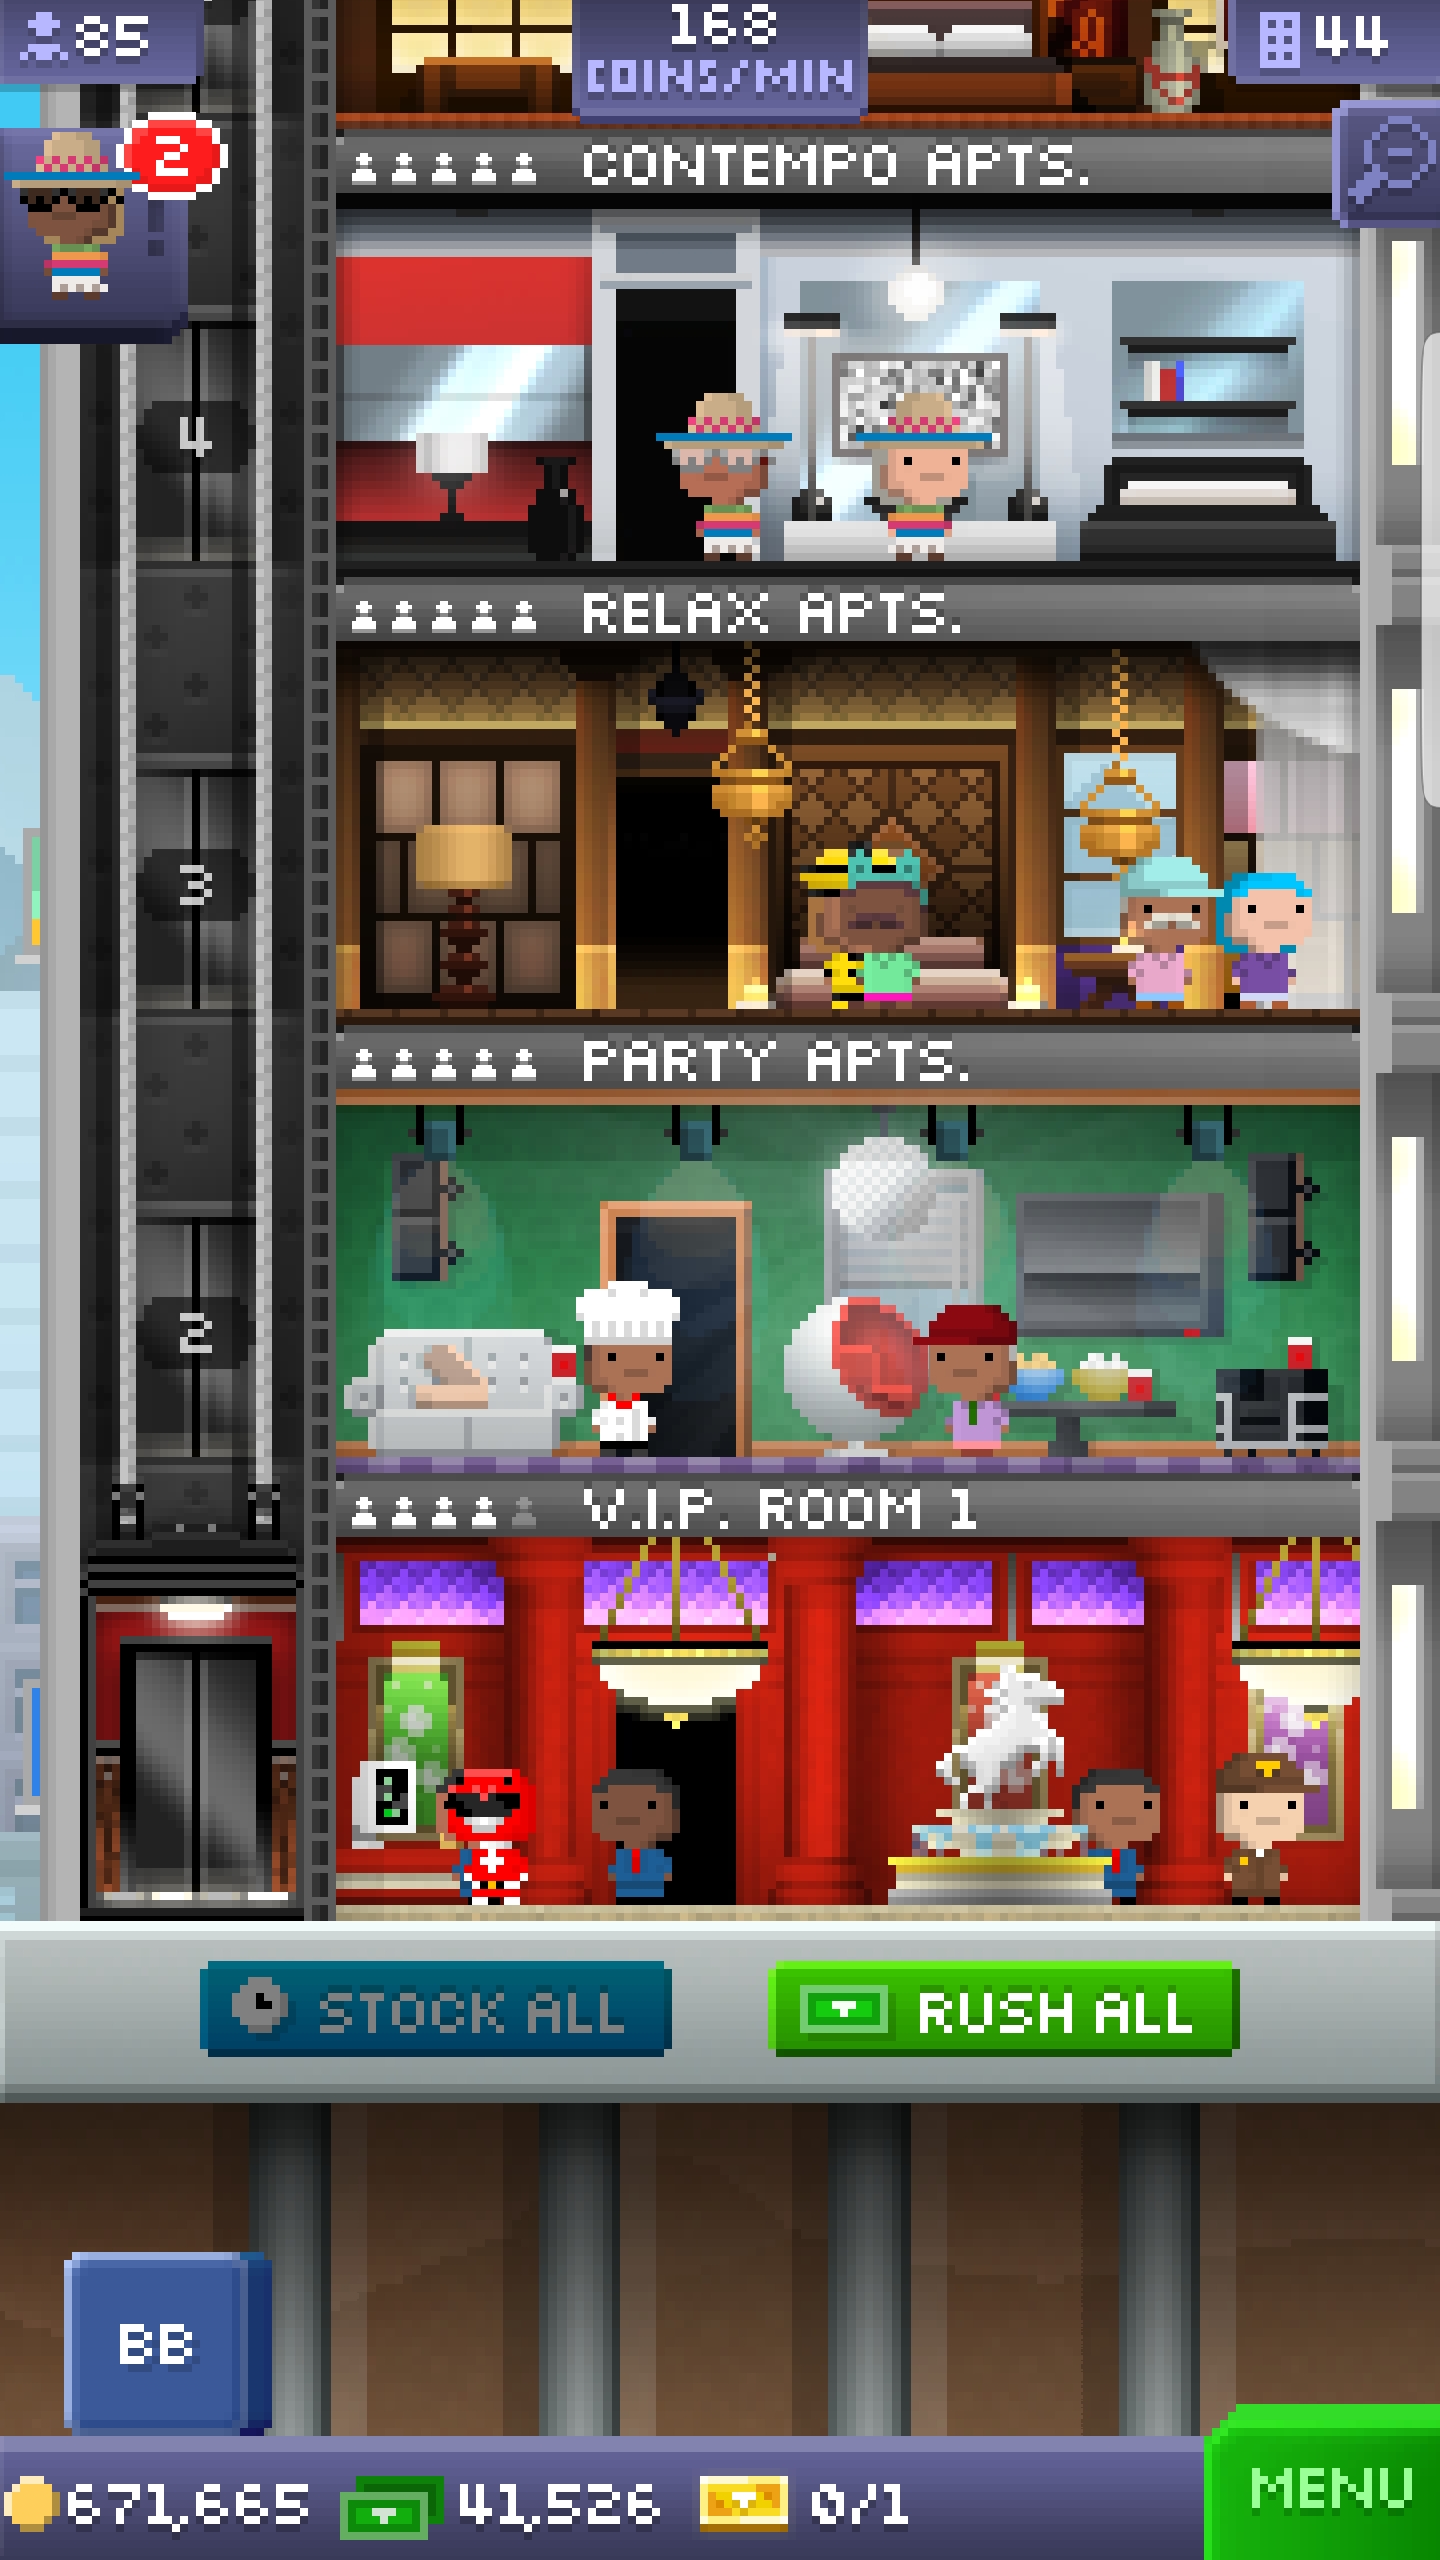 85
168
COINS/MIN
44
2
CONTEMPO APTS.
4
RELAX APTS.
3
PARTY APTS.
2
V.I.P. ROOM 1
STOCK ALL
RUSH ALL
BB
671,665
41,526
0/1
MENU